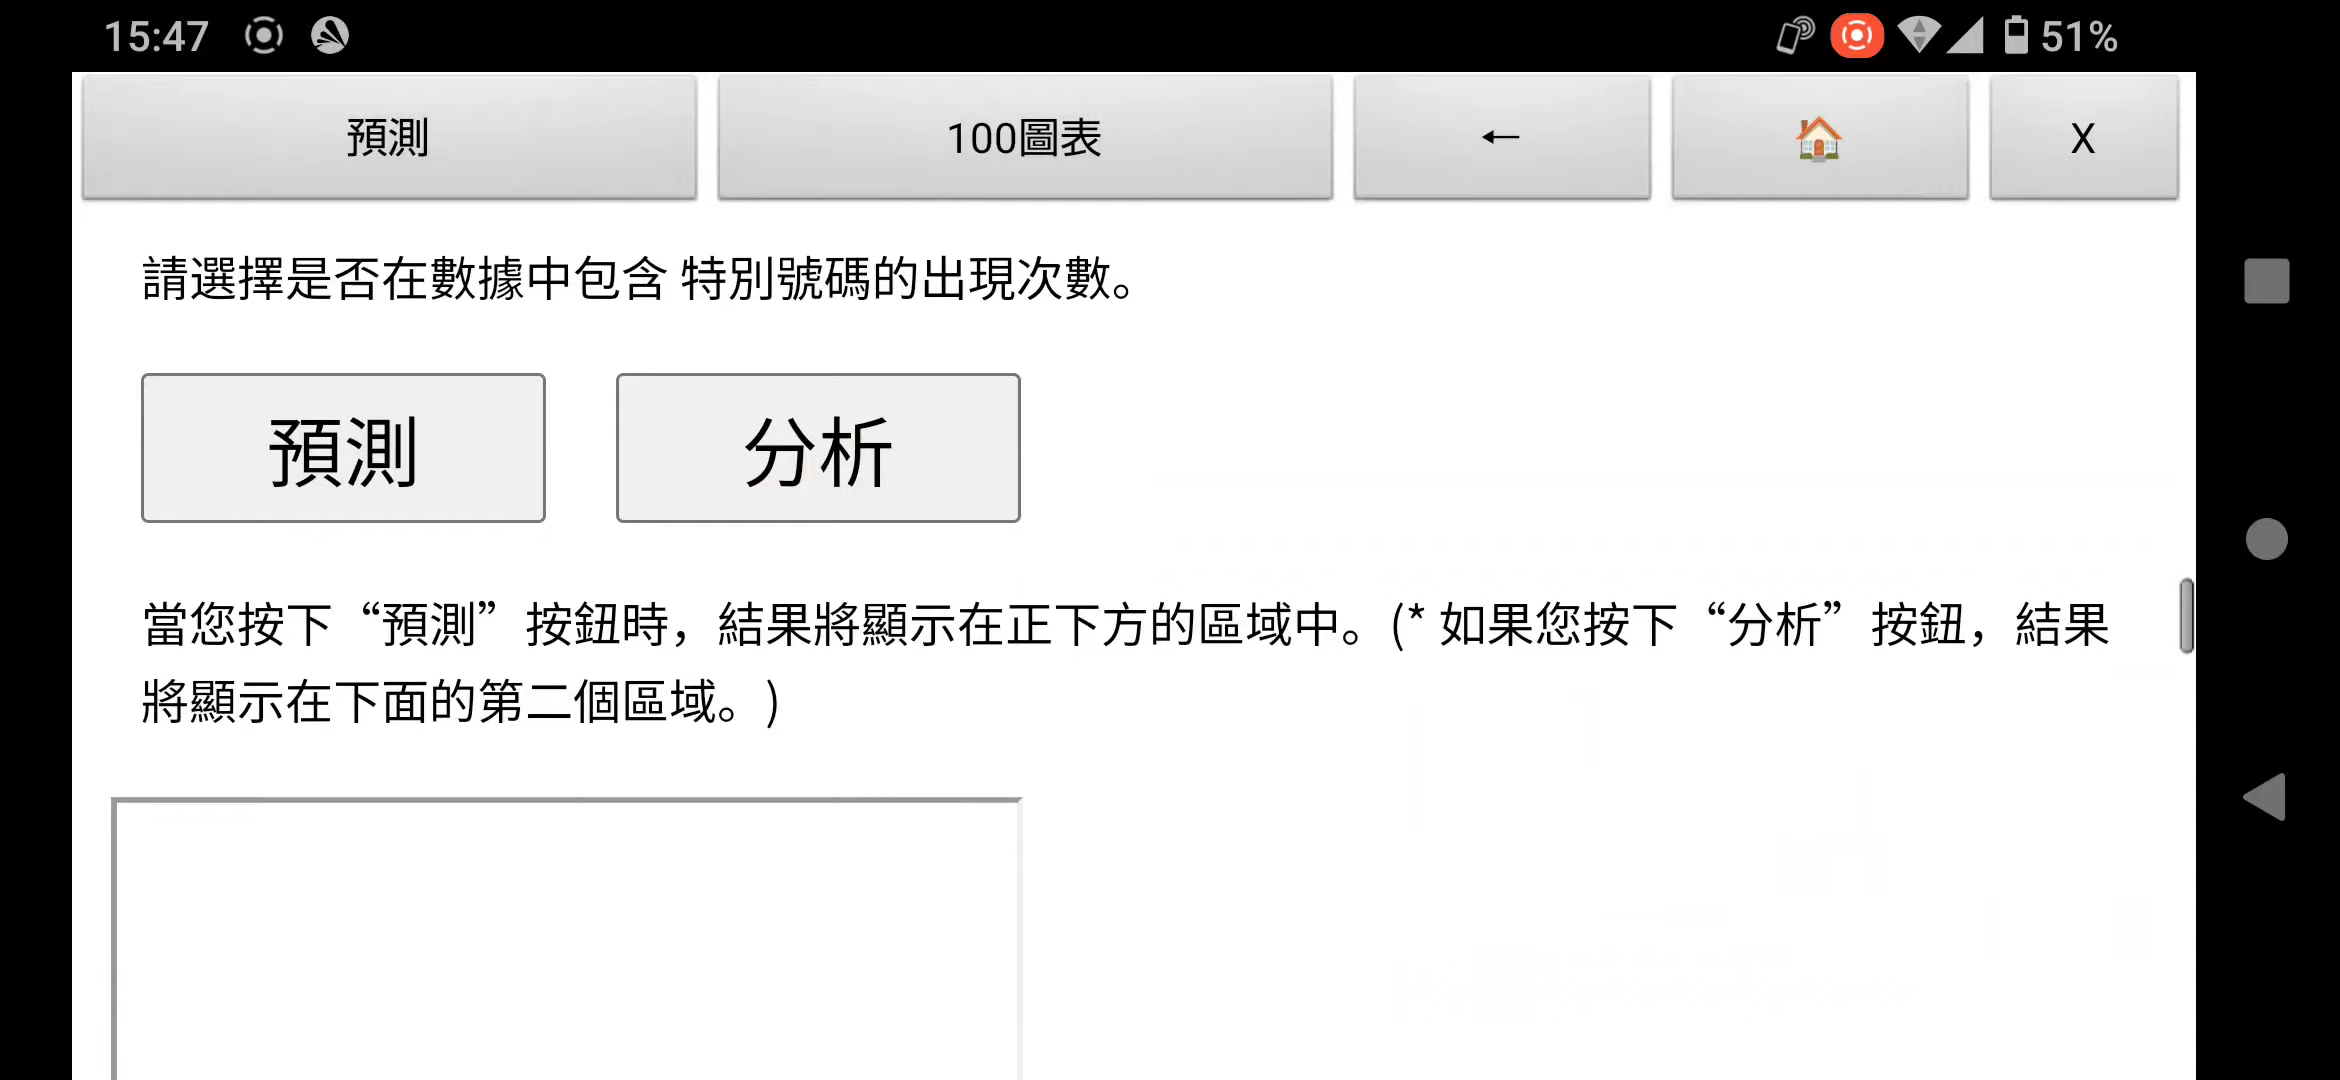 15:47
51%
預測
100圖表
←
X
請選擇是否在數據中包含 特別號碼的出現次數。
預測
分析
當您按下“預測”按鈕時，結果將顯示在正下方的區域中。(* 如果您按下“分析”按鈕，結果
將顯示在下面的第二個區域。)